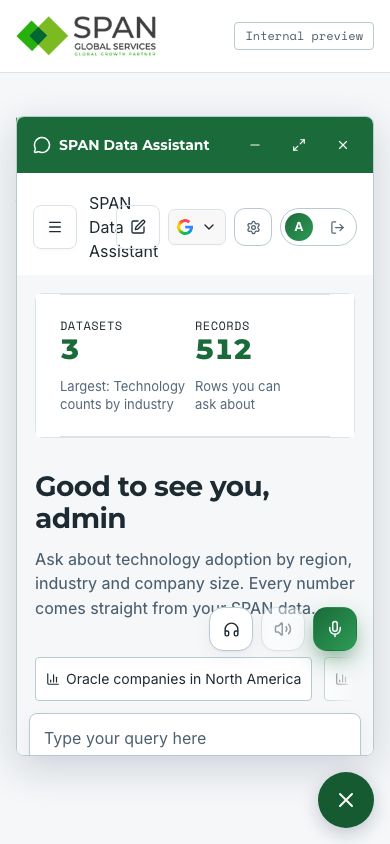 SPAN
GLOBAL SERVICES
GLOBAL GROWTH PARTNER
Internal preview
SPAN Data Assistant
SPAN
Data
Assistant
A
DATASETS
3
Largest: Technology
counts by industry
RECORDS
512
Rows you can
ask about
Good to see you,
admin
Ask about technology adoption by region,
industry and company size. Every number
comes straight from your SPAN data.
Oracle companies in North America
Type your query here